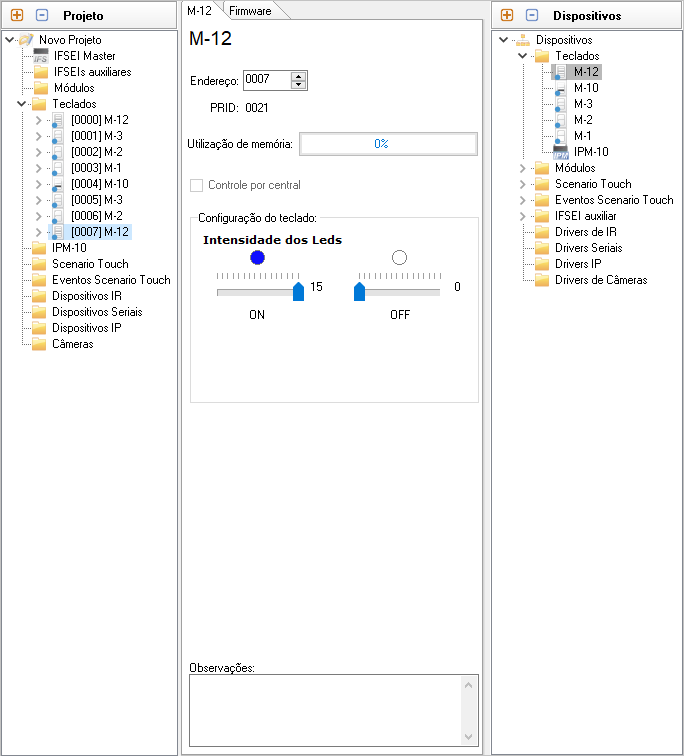 Projeto
Novo Projeto
IFSEI Master
IFSEIs auxiliares
Módulos
Teclados
[0000] M-12
[0001] M-3
[0002] M-2
[0003] M-1
[0004] M-10
[0005] M-3
[0006] M-2
[0007] M-12
IPM-10
Scenario Touch
Eventos Scenario Touch
Dispositivos IR
Dispositivos Seriais
Dispositivos IP
Câmeras
M-12
Firmware
M-12
Endereço: 0007
PRID: 0021
Utilização de memória: 0%
Controle por central
Configuração do teclado:
Intensidade dos Leds
15
0
ON
OFF
Observações:
Dispositivos
Dispositivos
Teclados
M-12
M-10
M-3
M-2
M-1
IPM-10
Módulos
Scenario Touch
Eventos Scenario Touch
IFSEI auxiliar
Drivers de IR
Drivers Seriais
Drivers IP
Drivers de Câmeras